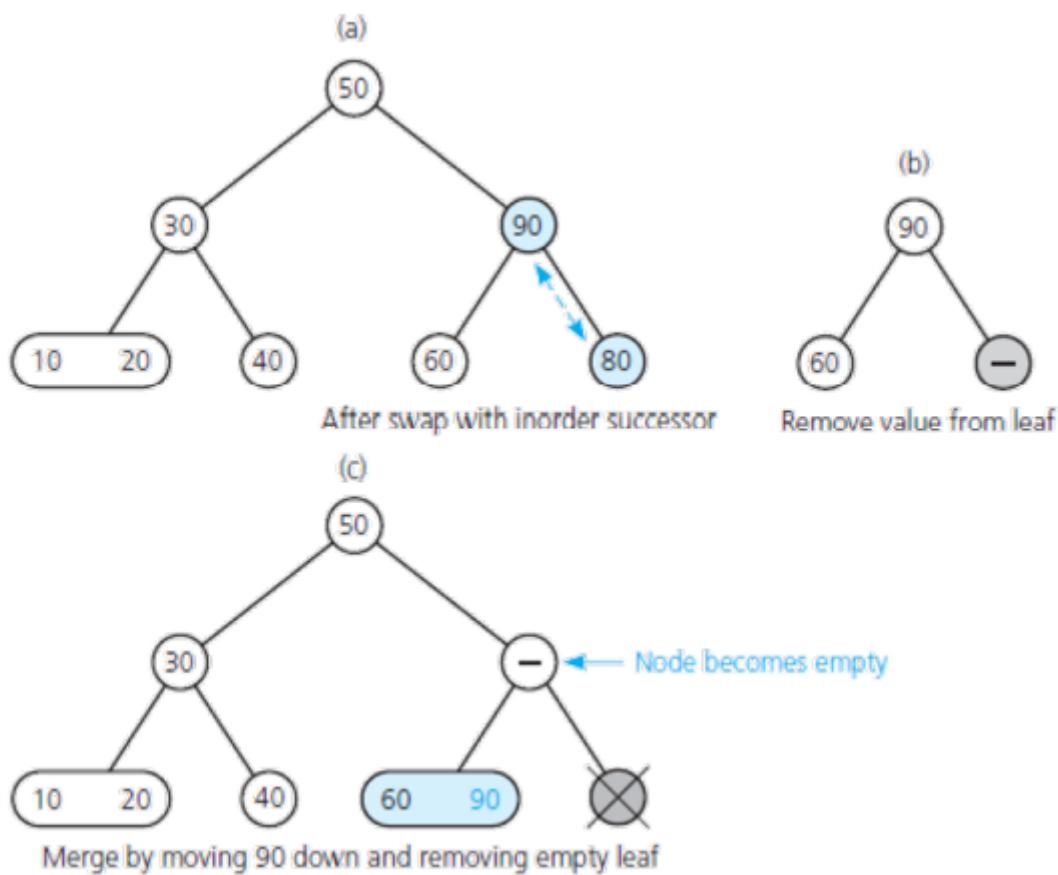 (a)
50
(b)
30 90
90
10 20 40 60 80
60 –
After swap with inorder successor
Remove value from leaf
(c)
50
30 – Node becomes empty
10 20 40 60 90
Merge by moving 90 down and removing empty leaf